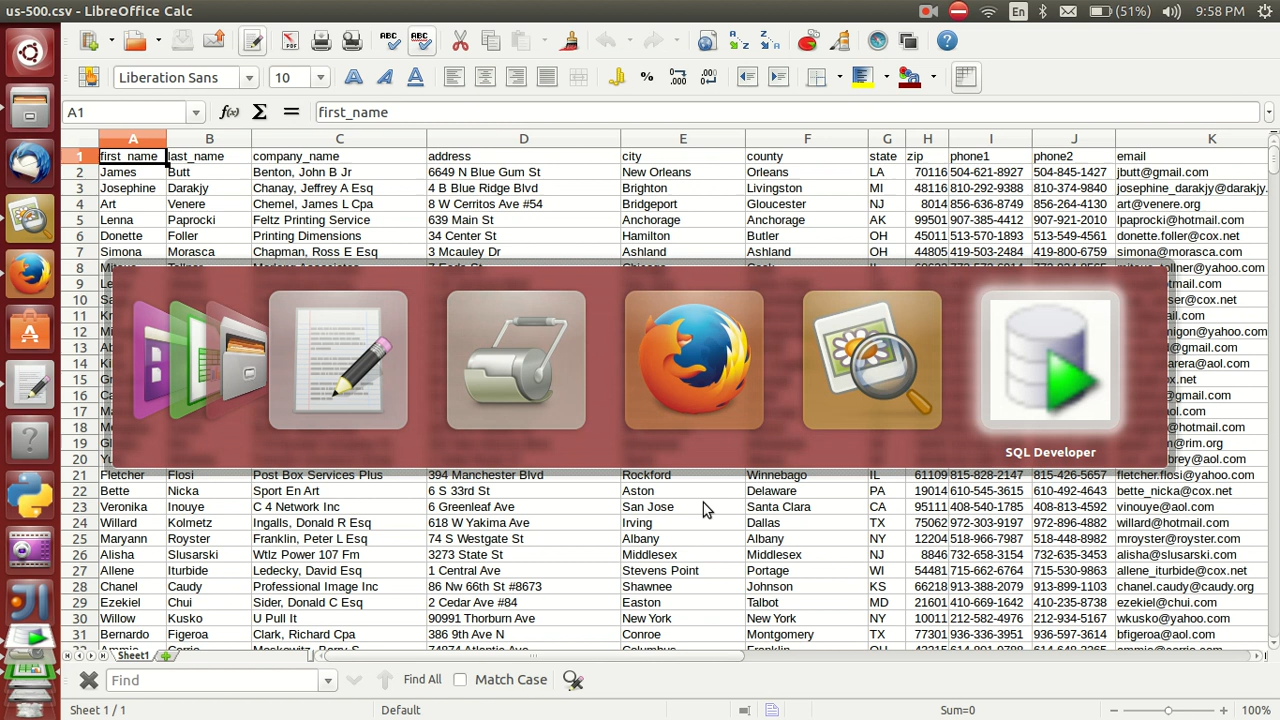 us-500.csv - LibreOffice Calc En (51%) 9:58 PM
Liberation Sans 10
A1 first_name
A B C D E F G H I J K
1 first_name last_name company_name address city county state zip phone1 phone2 email
2 James Butt Benton, John B Jr 6649 N Blue Gum St New Orleans Orleans LA 70116 504-621-8927 504-845-1427 jbutt@gmail.com
3 Josephine Darakjy Chanay, Jeffrey A Esq 4 B Blue Ridge Blvd Brighton Livingston MI 48116 810-292-9388 810-374-9840 josephine_darakjy@darakjy.
4 Art Venere Chemel, James L Cpa 8 W Cerritos Ave #54 Bridgeport Gloucester NJ 8014 856-636-8749 856-264-4130 art@venere.org
5 Lenna Paprocki Feltz Printing Service 639 Main St Anchorage Anchorage AK 99501 907-385-4412 907-921-2010 lpaprocki@hotmail.com
6 Donette Foller Printing Dimensions 34 Center St Hamilton Butler OH 45011 513-570-1893 513-549-4561 donette.foller@cox.net
7 Simona Morasca Chapman, Ross E Esq 3 Mcauley Dr Ashland Ashland OH 44805 419-503-2484 419-800-6759 simona@morasca.com
8
9
10
11
12
13
14
15
16
17
18
19
20
SQL Developer
21 Fletcher Flosi Post Box Services Plus 394 Manchester Blvd Rockford Winnebago IL 61109 815-828-2147 815-426-5657 fletcher.flosi@yahoo.com
22 Bette Nicka Sport En Art 6 S 33rd St Aston Delaware PA 19014 610-545-3615 610-492-4643 bette_nicka@cox.net
23 Veronika Inouye C 4 Network Inc 6 Greenleaf Ave San Jose Santa Clara CA 95111 408-540-1785 408-813-4592 vinouye@aol.com
24 Willard Kolmetz Ingalls, Donald R Esq 618 W Yakima Ave Irving Dallas TX 75062 972-303-9197 972-896-4882 willard@hotmail.com
25 Maryann Royster Franklin, Peter L Esq 74 S Westgate St Albany Albany NY 12204 518-966-7987 518-448-8982 mroyster@royster.com
26 Alisha Slusarski Wtlz Power 107 Fm 3273 State St Middlesex Middlesex NJ 8846 732-658-3154 732-635-3453 alisha@slusarski.com
27 Allene Iturbide Ledecky, David Esq 1 Central Ave Stevens Point Portage WI 54481 715-662-6764 715-530-9863 allene_iturbide@cox.net
28 Chanel Caudy Professional Image Inc 86 Nw 66th St #8673 Shawnee Johnson KS 66218 913-388-2079 913-899-1103 chanel.caudy@caudy.org
29 Ezekiel Chui Sider, Donald C Esq 2 Cedar Ave #84 Easton Talbot MD 21601 410-669-1642 410-235-8738 ezekiel@chui.com
30 Willow Kusko U Pull It 90991 Thorburn Ave New York New York NY 10011 212-582-4976 212-934-5167 wkusko@yahoo.com
31 Bernardo Figeroa Clark, Richard Cpa 386 9th Ave N Conroe Montgomery TX 77301 936-336-3951 936-597-3614 bfigeroa@aol.com
Sheet1
Find Find All Match Case
Sheet 1 / 1 Default Sum=0 100%